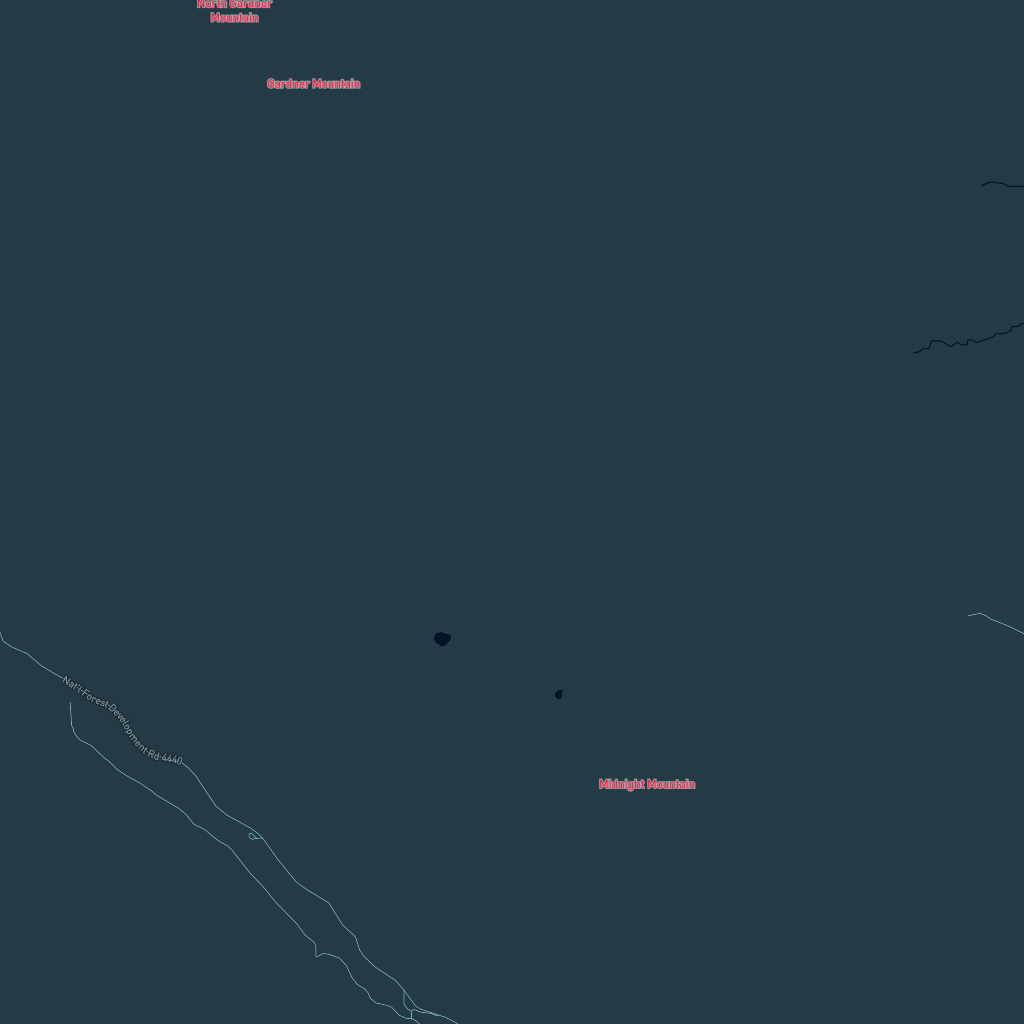 North Gardner
Mountain
Gardner Mountain
Nat'l Forest Development Rd 4440
Midnight Mountain